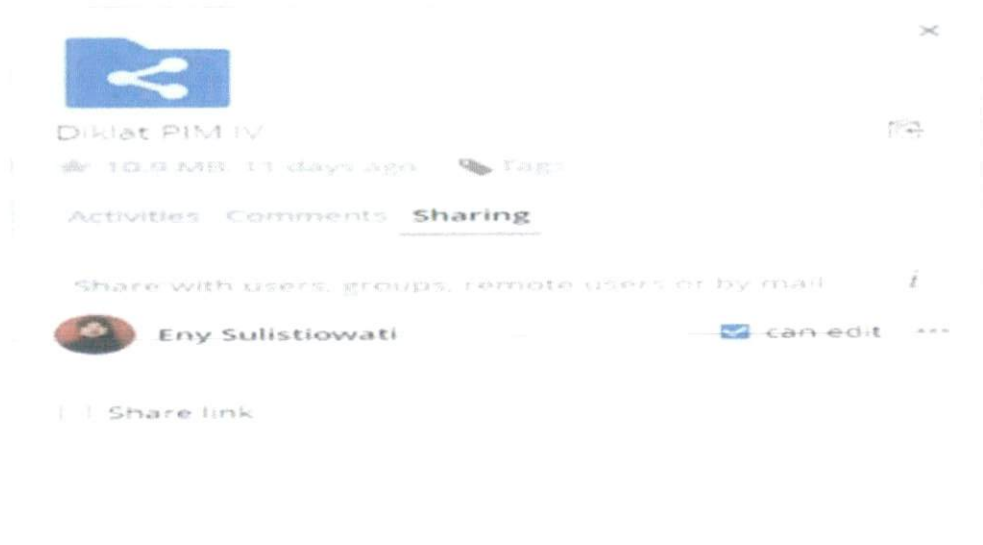 Diklat PIM IV
10.9 MB, 11 days ago Tags
Activities Comments Sharing
Share with users, groups, remote users or by mail i
Eny Sulistiowati can edit ...
Share link